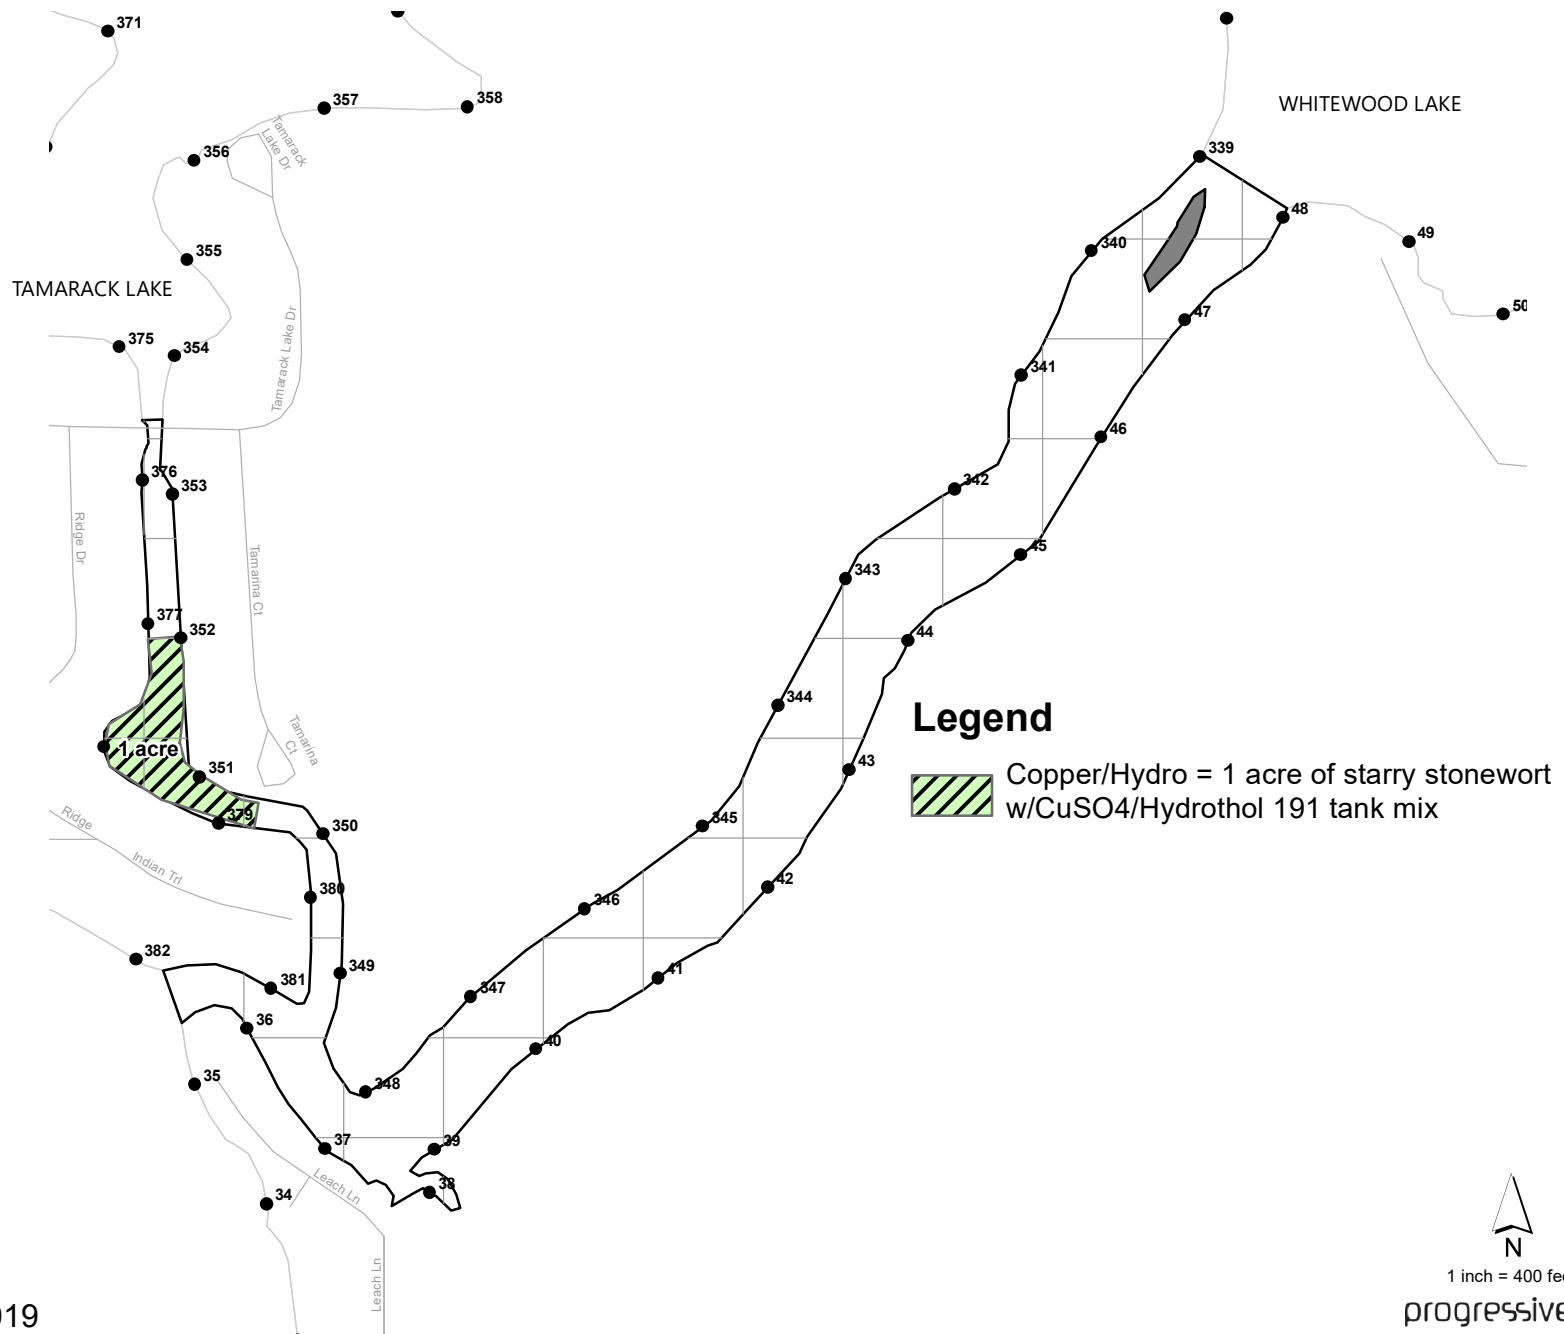 371
357
358
WHITEWOOD LAKE
Tamarack
Lake Dr
356
339
48
49
340
355
TAMARACK LAKE
47
50
Tamarack Lake Dr
375
354
341
46
376
353
342
Ridge Dr
Tamarina Ct
45
343
377
352
44
344
Legend
Tamarina
Ct
1 acre
351
43
Copper/Hydro = 1 acre of starry stonewort
w/CuSO4/Hydrothol 191 tank mix
379
350
345
Ridge
Indian Trl
42
380
346
382
381
349
41
347
36
40
35
348
37
39
38
Leach Ln
34
Leach Ln
N
1 inch = 400 fee
progressive
019